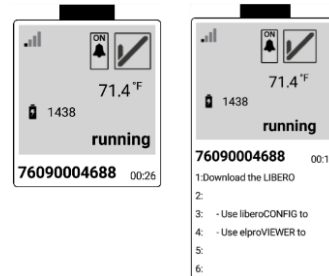 ON
71.4°F
1438
running
76090004688 00:26
ON
71.4°F
1438
running
76090004688
1:Download the LIBERO
2:
3: - Use liberoCONFIG to
4: - Use elproVIEWER to
5:
6: